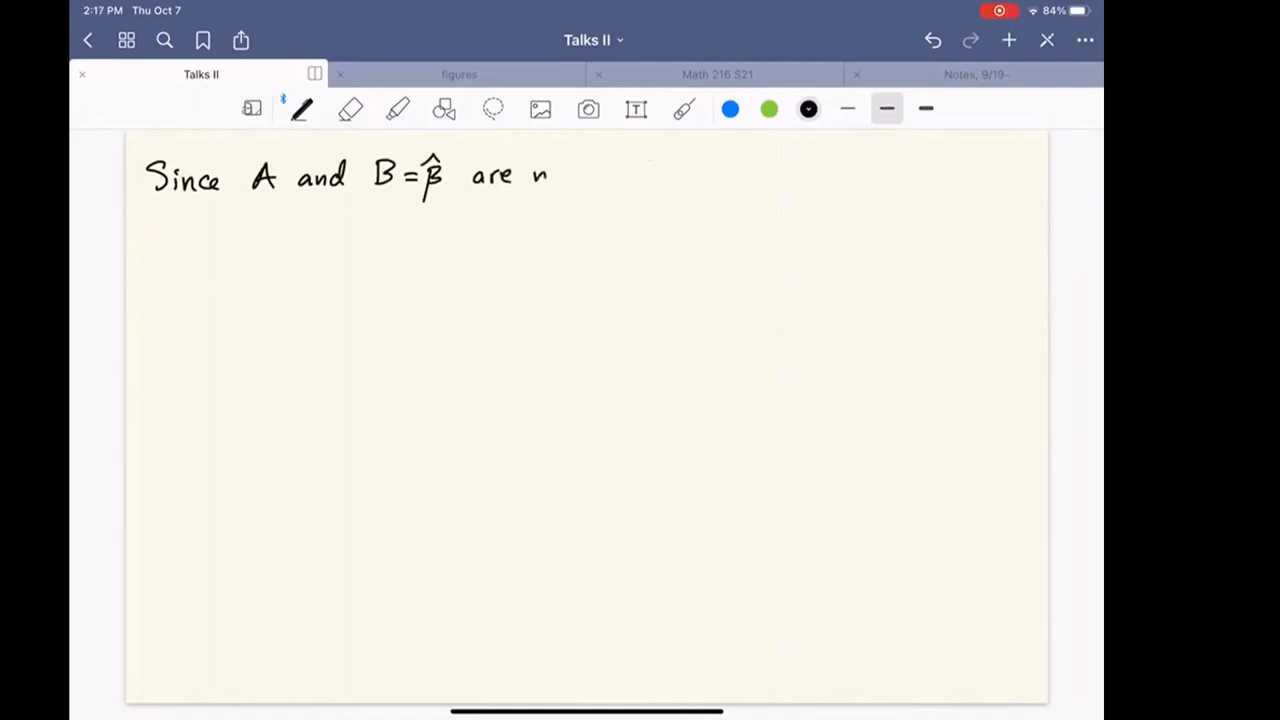 2:17 PM Thu Oct 7
84%
Talks II
Talks II
figures
Math 216 S21
Notes, 9/19-
T
Since A and B = β̂ are n